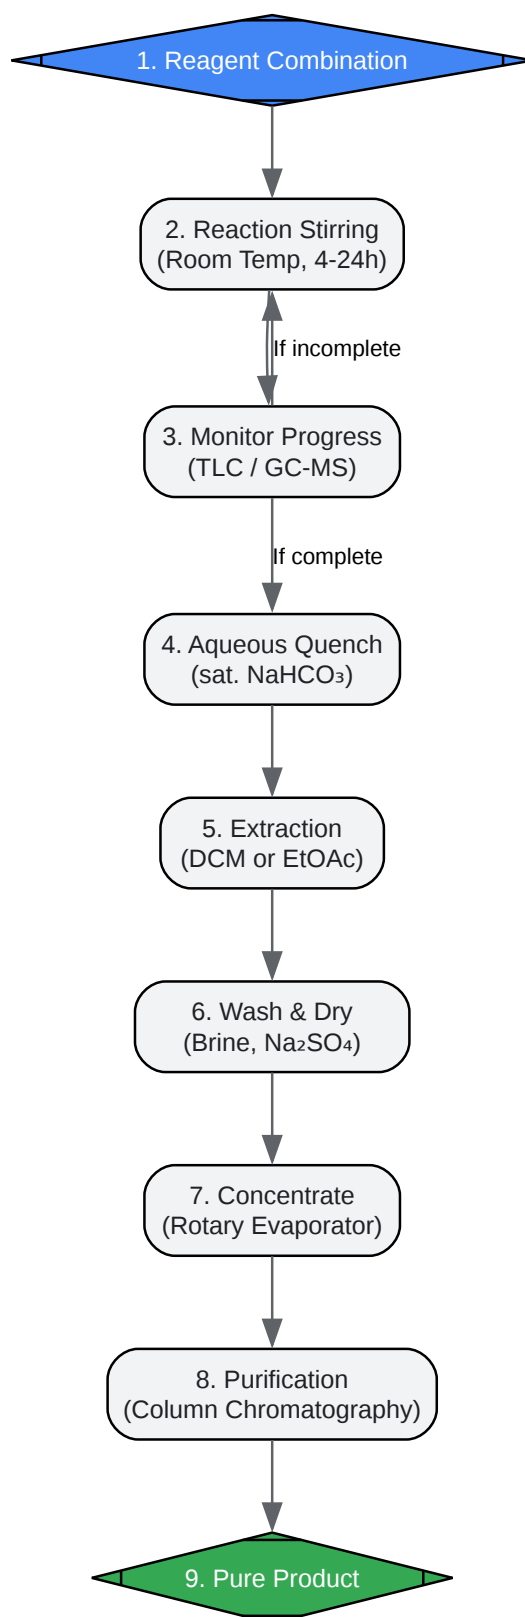 1. Reagent Combination
2. Reaction Stirring
(Room Temp, 4-24h)
If incomplete
3. Monitor Progress
(TLC / GC-MS)
If complete
4. Aqueous Quench
(sat. NaHCO₃)
5. Extraction
(DCM or EtOAc)
6. Wash & Dry
(Brine, Na₂SO₄)
7. Concentrate
(Rotary Evaporator)
8. Purification
(Column Chromatography)
9. Pure Product